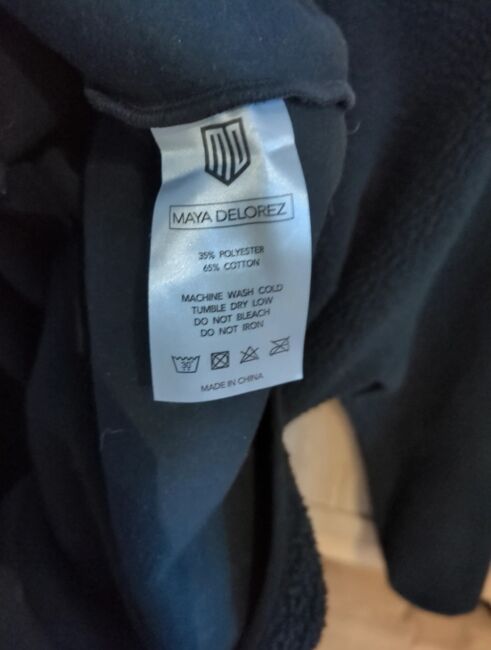 MAYA DELOREZ
35% POLYESTER
65% COTTON
MACHINE WASH COLD
TUMBLE DRY LOW
DO NOT BLEACH
DO NOT IRON
30
MADE IN CHINA